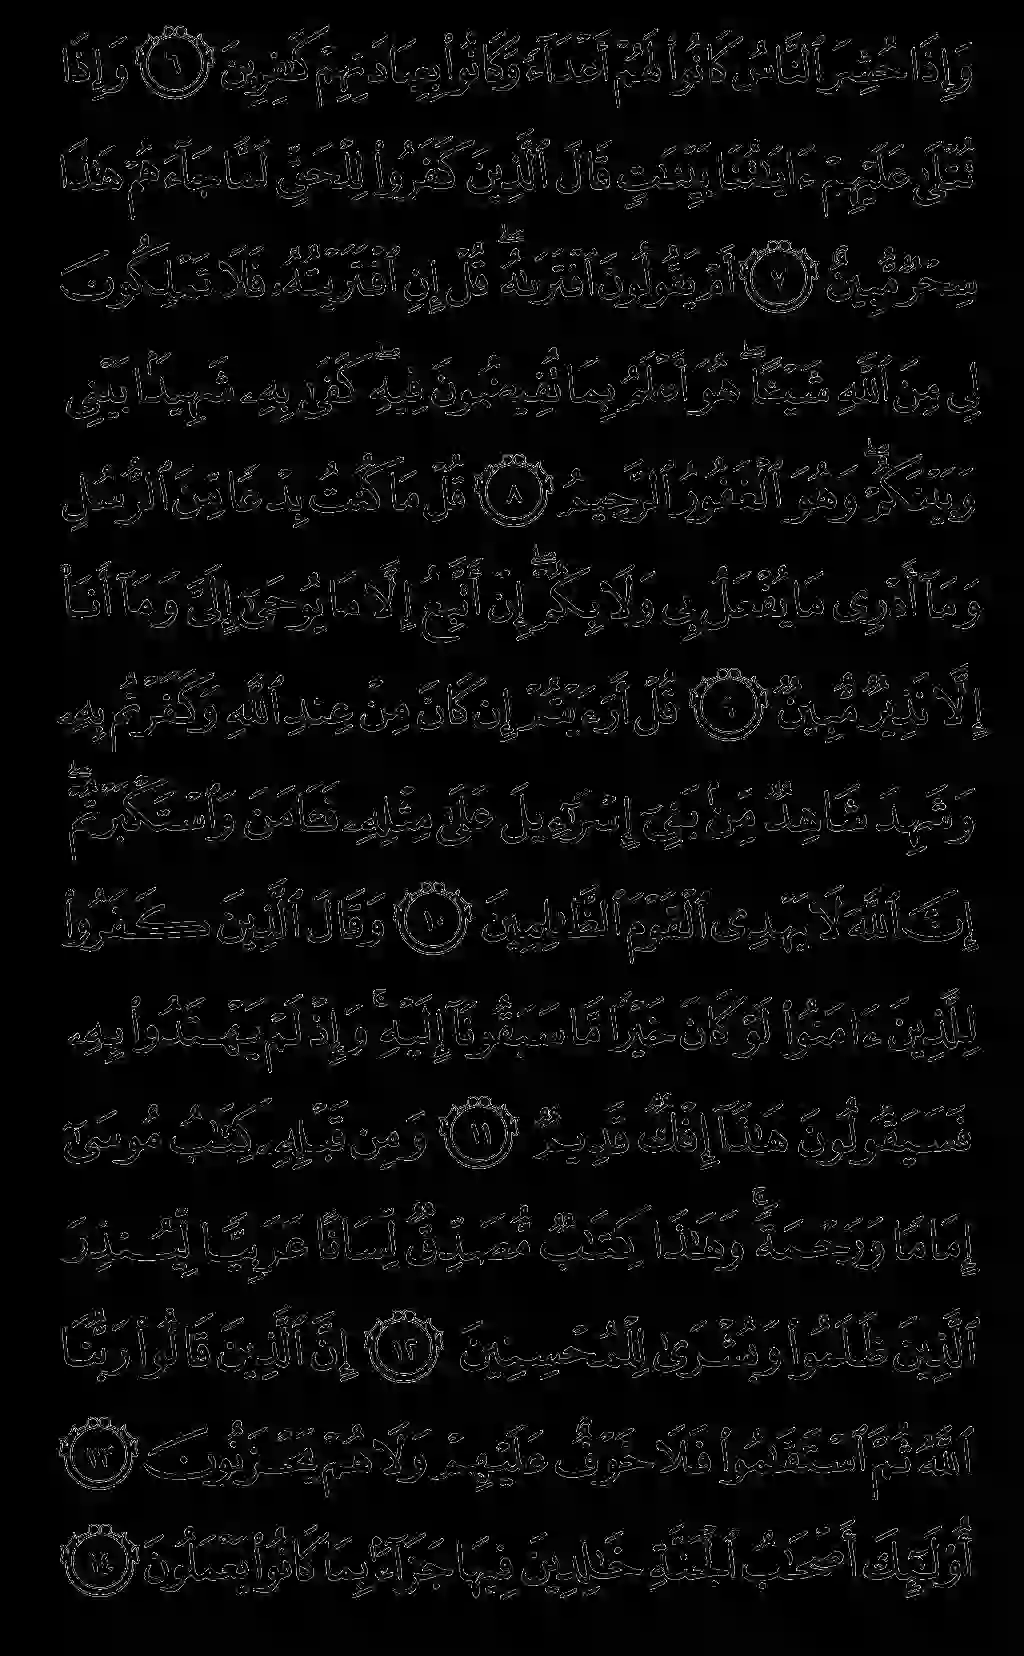 وَإِذَا حُشِرَ ٱلنَّاسُ كَانُوا۟ لَهُمْ أَعْدَآءً وَكَانُوا۟ بِعِبَادَتِهِمْ كَٰفِرِينَ ٦ وَإِذَا
تُتْلَىٰ عَلَيْهِمْ ءَايَٰتُنَا بَيِّنَٰتٍ قَالَ ٱلَّذِينَ كَفَرُوا۟ لِلْحَقِّ لَمَّا جَآءَهُمْ هَٰذَا
سِحْرٌ مُّبِينٌ ٧ أَمْ يَقُولُونَ ٱفْتَرَىٰهُ ۖ قُلْ إِنِ ٱفْتَرَيْتُهُۥ فَلَا تَمْلِكُونَ
لِى مِنَ ٱللَّهِ شَيْـًٔا ۖ هُوَ أَعْلَمُ بِمَا تُفِيضُونَ فِيهِ ۖ كَفَىٰ بِهِۦ شَهِيدًۢا بَيْنِى
وَبَيْنَكُمْ ۖ وَهُوَ ٱلْغَفُورُ ٱلرَّحِيمُ ٨ قُلْ مَا كُنتُ بِدْعًا مِّنَ ٱلرُّسُلِ
وَمَآ أَدْرِى مَا يُفْعَلُ بِى وَلَا بِكُمْ ۖ إِنْ أَتَّبِعُ إِلَّا مَا يُوحَىٰٓ إِلَىَّ وَمَآ أَنَا۠
إِلَّا نَذِيرٌ مُّبِينٌ ٩ قُلْ أَرَءَيْتُمْ إِن كَانَ مِنْ عِندِ ٱللَّهِ وَكَفَرْتُم بِهِۦ
وَشَهِدَ شَاهِدٌ مِّنۢ بَنِىٓ إِسْرَٰٓءِيلَ عَلَىٰ مِثْلِهِۦ فَـَٔامَنَ وَٱسْتَكْبَرْتُمْ ۖ
إِنَّ ٱللَّهَ لَا يَهْدِى ٱلْقَوْمَ ٱلظَّٰلِمِينَ ١٠ وَقَالَ ٱلَّذِينَ كَفَرُوا۟
لِلَّذِينَ ءَامَنُوا۟ لَوْ كَانَ خَيْرًا مَّا سَبَقُونَآ إِلَيْهِ ۚ وَإِذْ لَمْ يَهْتَدُوا۟ بِهِۦ
فَسَيَقُولُونَ هَٰذَآ إِفْكٌ قَدِيمٌ ١١ وَمِن قَبْلِهِۦ كِتَٰبُ مُوسَىٰٓ
إِمَامًا وَرَحْمَةً ۚ وَهَٰذَا كِتَٰبٌ مُّصَدِّقٌ لِّسَانًا عَرَبِيًّا لِّيُنذِرَ
ٱلَّذِينَ ظَلَمُوا۟ وَبُشْرَىٰ لِلْمُحْسِنِينَ ١٢ إِنَّ ٱلَّذِينَ قَالُوا۟ رَبُّنَا
ٱللَّهُ ثُمَّ ٱسْتَقَٰمُوا۟ فَلَا خَوْفٌ عَلَيْهِمْ وَلَا هُمْ يَحْزَنُونَ ١٣
أُو۟لَٰٓئِكَ أَصْحَٰبُ ٱلْجَنَّةِ خَٰلِدِينَ فِيهَا جَزَآءًۢ بِمَا كَانُوا۟ يَعْمَلُونَ ١٤